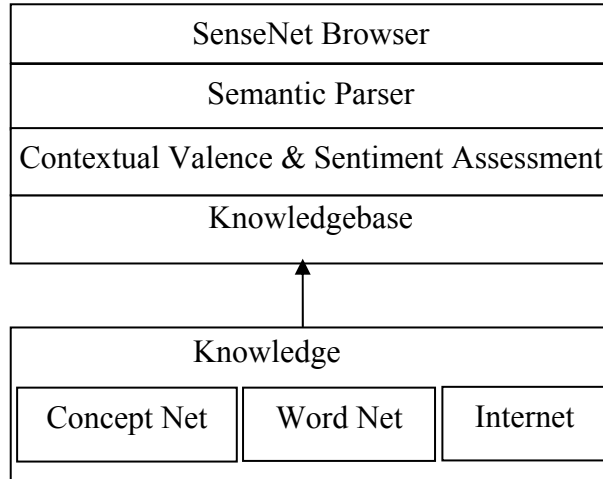 SenseNet Browser
Semantic Parser
Contextual Valence & Sentiment Assessment
Knowledgebase
Knowledge
Concept Net
Word Net
Internet